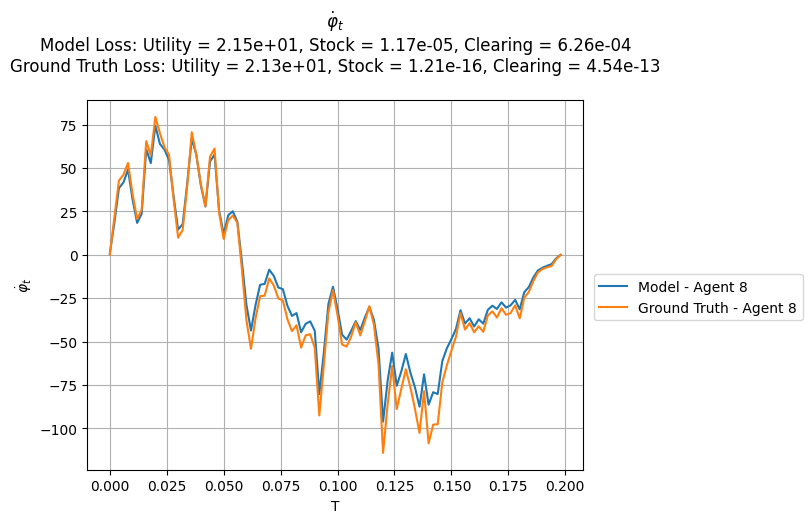 φ̇ₜ
Model Loss: Utility = 2.15e+01, Stock = 1.17e-05, Clearing = 6.26e-04
Ground Truth Loss: Utility = 2.13e+01, Stock = 1.21e-16, Clearing = 4.54e-13
75
50
25
0
−25
−50
−75
−100
φ̇ₜ
0.000 0.025 0.050 0.075 0.100 0.125 0.150 0.175 0.200
T
Model - Agent 8
Ground Truth - Agent 8